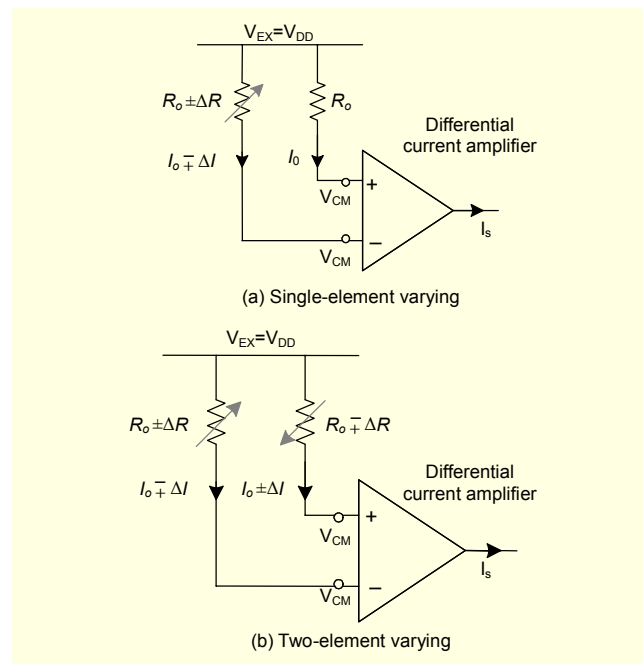 V_EX=V_DD
R_o ±ΔR
R_o
Differential
current amplifier
I_o ∓ ΔI
I_0
V_CM
+
I_s
−
V_CM
(a) Single-element varying
V_EX=V_DD
R_o ±ΔR
R_o ∓ ΔR
Differential
current amplifier
I_o ∓ ΔI
I_o ±ΔI
V_CM
+
I_s
−
V_CM
(b) Two-element varying